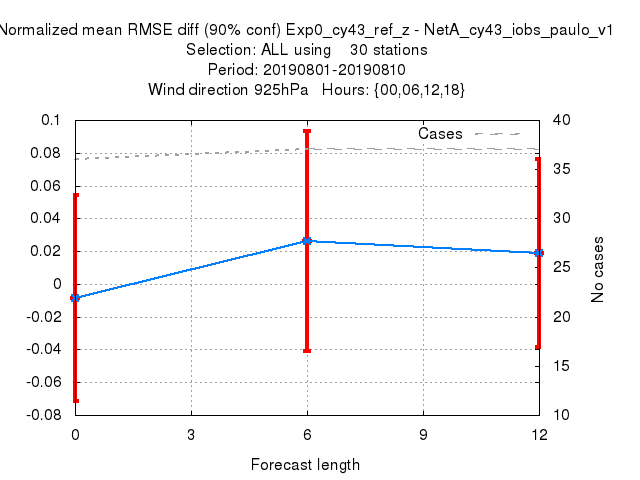 Normalized mean RMSE diff (90% conf) Exp0_cy43_ref_z - NetA_cy43_iobs_paulo_v1
Selection: ALL using 30 stations
Period: 20190801-20190810
Wind direction 925hPa Hours: {00,06,12,18}
Cases
0.1
0.08
0.06
0.04
0.02
0
-0.02
-0.04
-0.06
-0.08
40
35
30
25
20
15
10
No cases
0 3 6 9 12
Forecast length